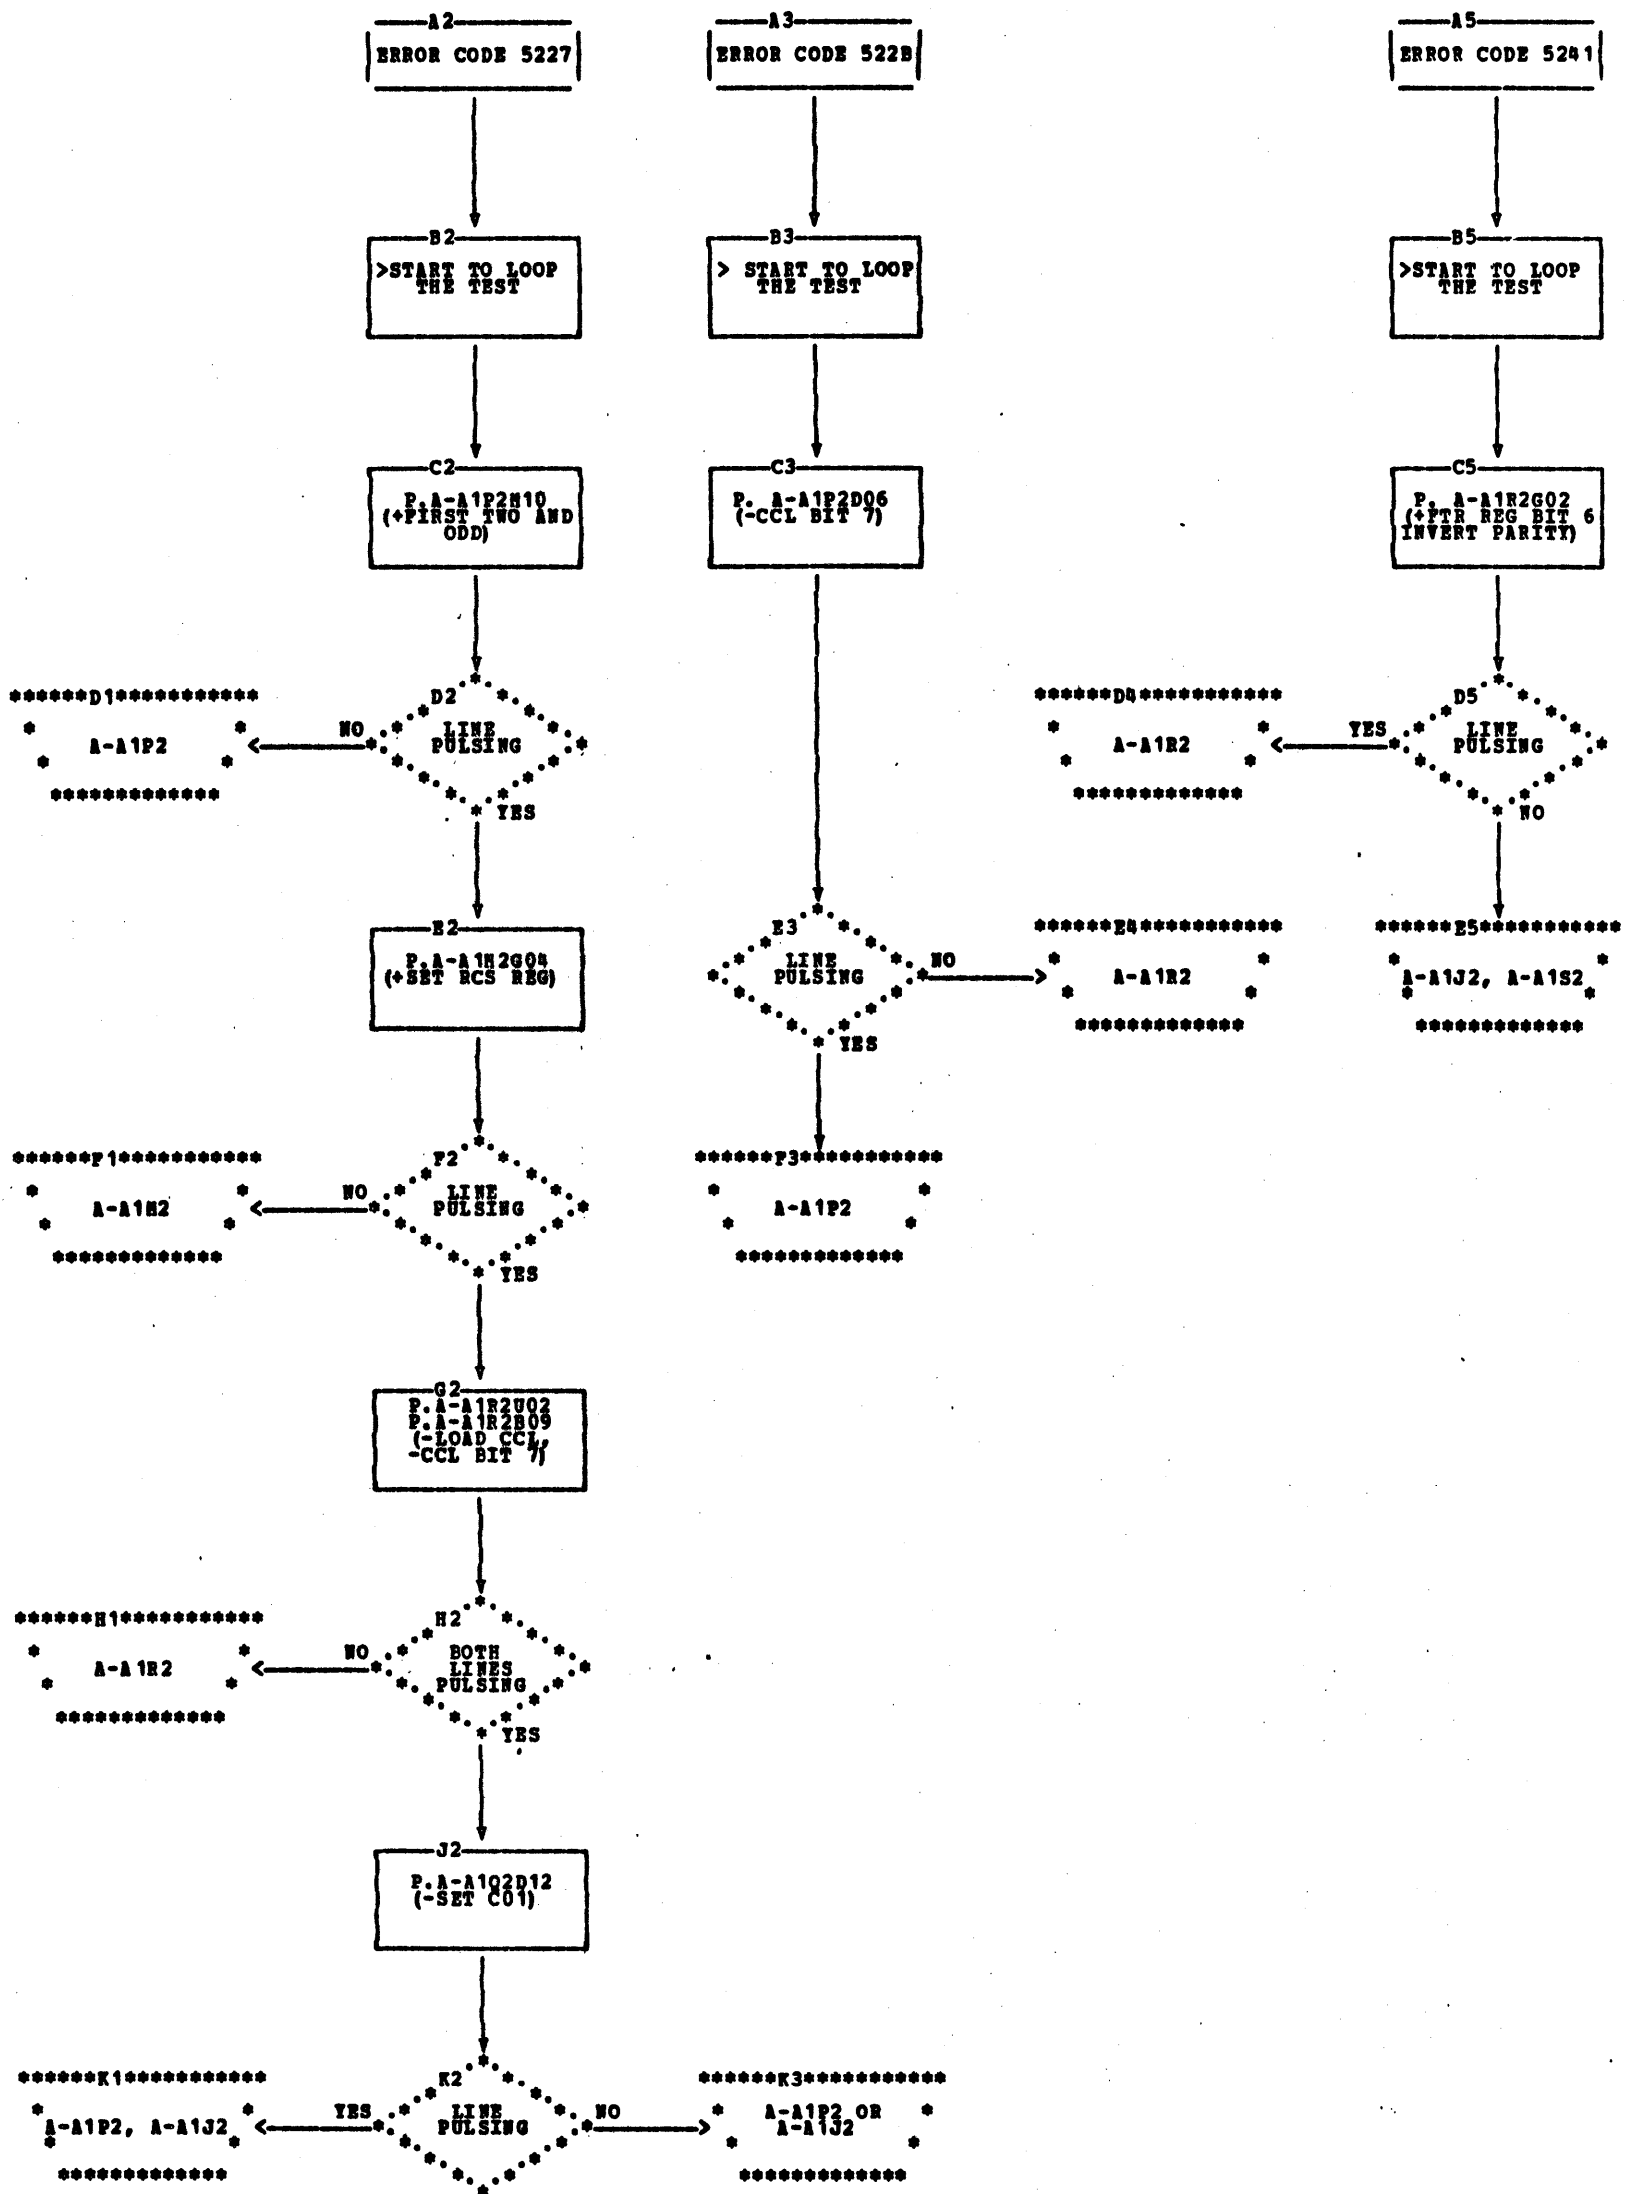 A2
ERROR CODE 5227
A3
ERROR CODE 522B
A5
ERROR CODE 5241
B2
>START TO LOOP
THE TEST
B3
> START TO LOOP
THE TEST
B5
>START TO LOOP
THE TEST
C2
P.A-A1P2M10
(+FIRST TWO AND
ODD)
C3
P. A-A1P2D06
(-CCL BIT 7)
C5
P. A-A1R2G02
(+PTR REG BIT 6
INVERT PARITY)
******D1***********
A-A1P2
NO
D2
LINE
PULSING
YES
******D4***********
A-A1R2
YES
D5
LINE
PULSING
NO
E2
P.A-A1M2G04
(+SET RCS REG)
E3
LINE
PULSING
NO
YES
******E4***********
A-A1R2
******E5***********
A-A1J2, A-A1S2
******F1***********
A-A1M2
NO
F2
LINE
PULSING
YES
******F3***********
A-A1P2
G2
P.A-A1R2U02
P.A-A1R2B09
(-LOAD CCL,
-CCL BIT 7)
******H1***********
A-A1R2
NO
H2
BOTH
LINES
PULSING
YES
J2
P.A-A1Q2D12
(-SET C01)
******K1***********
A-A1P2, A-A1J2
YES
K2
LINE
PULSING
NO
******K3***********
A-A1P2 OR
A-A1J2